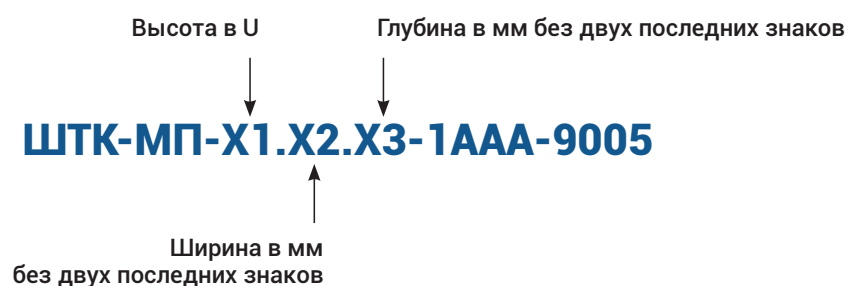 Высота в U
Глубина в мм без двух последних знаков
ШТК-МП-X1.X2.X3-1ААА-9005
Ширина в мм
без двух последних знаков